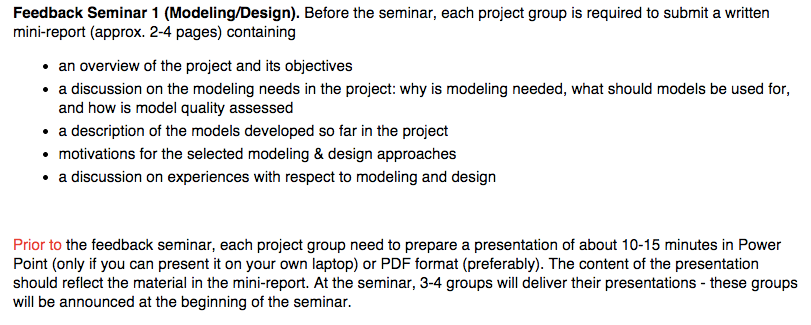 Feedback Seminar 1 (Modeling/Design). Before the seminar, each project group is required to submit a written
mini-report (approx. 2-4 pages) containing
• an overview of the project and its objectives
• a discussion on the modeling needs in the project: why is modeling needed, what should models be used for,
and how is model quality assessed
• a description of the models developed so far in the project
• motivations for the selected modeling & design approaches
• a discussion on experiences with respect to modeling and design
Prior to the feedback seminar, each project group need to prepare a presentation of about 10-15 minutes in Power
Point (only if you can present it on your own laptop) or PDF format (preferably). The content of the presentation
should reflect the material in the mini-report. At the seminar, 3-4 groups will deliver their presentations - these groups
will be announced at the beginning of the seminar.